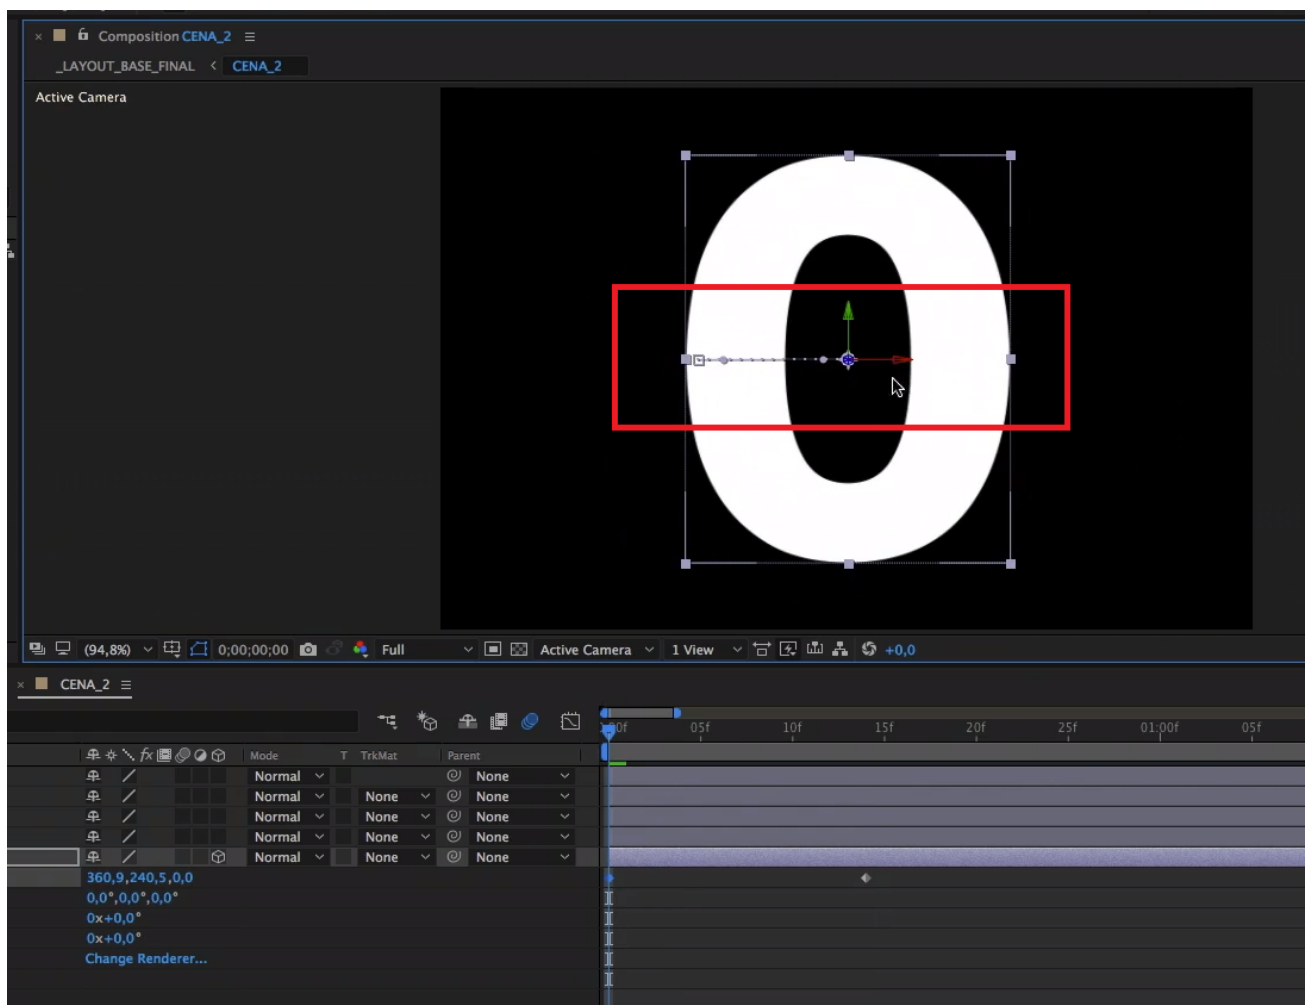 × Composition CENA_2 ≡
_LAYOUT_BASE_FINAL < CENA_2
Active Camera
0
(94,8%) 0;00;00;00 Full Active Camera 1 View +0,0
× CENA_2 ≡
:00f 05f 10f 15f 20f 25f 01:00f 05f
fx Mode T TrkMat Parent
Normal None
Normal None None
Normal None None
Normal None None
Normal None None
360,9,240,5,0,0
0,0°,0,0°,0,0°
0x+0,0°
0x+0,0°
Change Renderer...